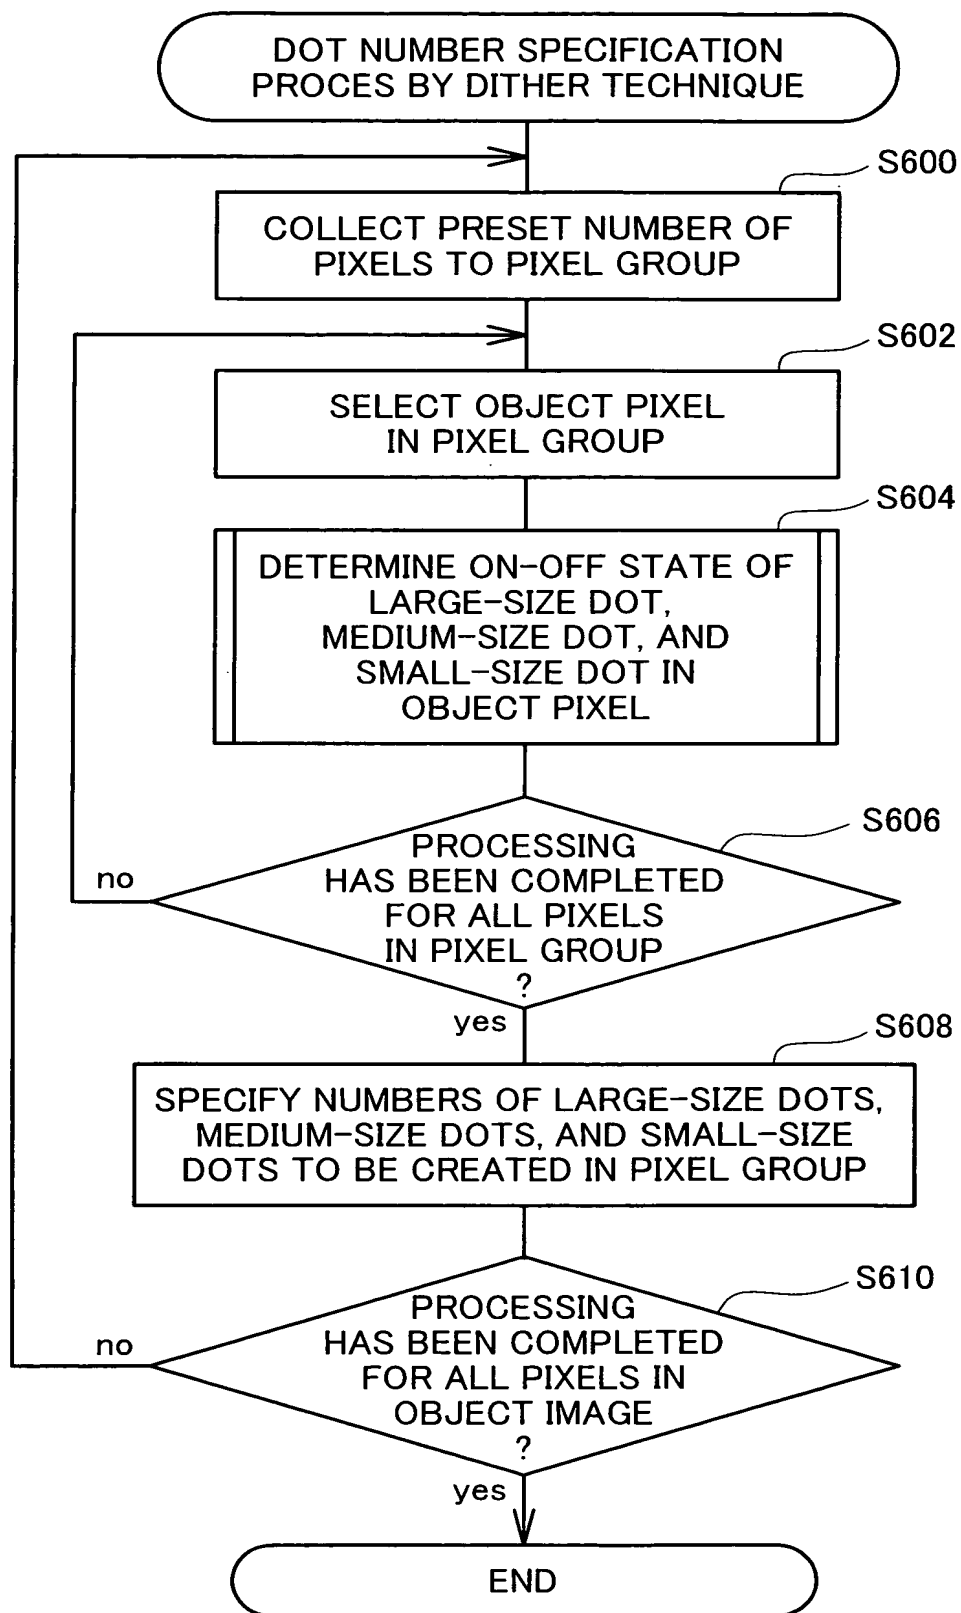 DOT NUMBER SPECIFICATION
PROCES BY DITHER TECHNIQUE
S600
COLLECT PRESET NUMBER OF
PIXELS TO PIXEL GROUP
S602
SELECT OBJECT PIXEL
IN PIXEL GROUP
S604
DETERMINE ON-OFF STATE OF
LARGE-SIZE DOT,
MEDIUM-SIZE DOT, AND
SMALL-SIZE DOT IN
OBJECT PIXEL
S606
PROCESSING
HAS BEEN COMPLETED
FOR ALL PIXELS
IN PIXEL GROUP
?
no
yes
S608
SPECIFY NUMBERS OF LARGE-SIZE DOTS,
MEDIUM-SIZE DOTS, AND SMALL-SIZE
DOTS TO BE CREATED IN PIXEL GROUP
S610
PROCESSING
HAS BEEN COMPLETED
FOR ALL PIXELS IN
OBJECT IMAGE
?
no
yes
END